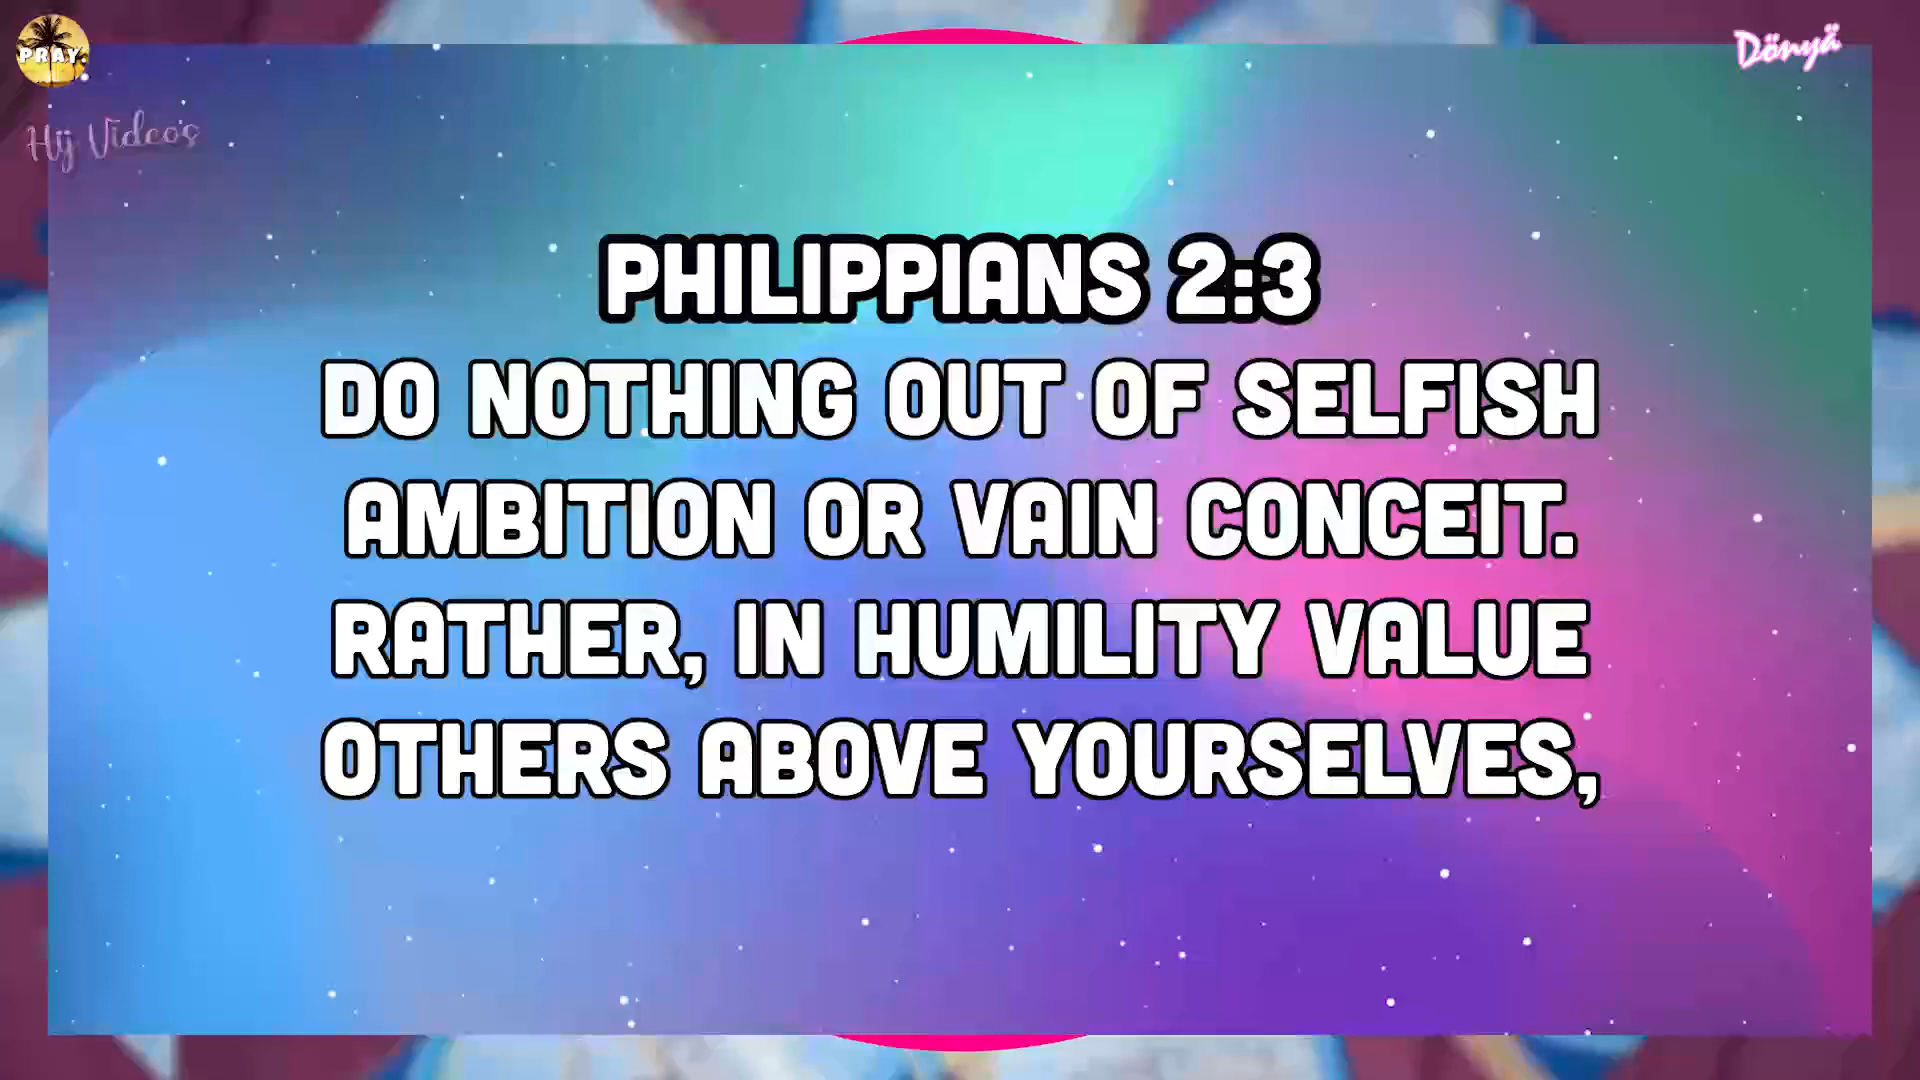 PRAY
Dönyä
Hÿ Video's
PHILIPPIANS 2:3
DO NOTHING OUT OF SELFISH
AMBITION OR VAIN CONCEIT.
RATHER, IN HUMILITY VALUE
OTHERS ABOVE YOURSELVES,